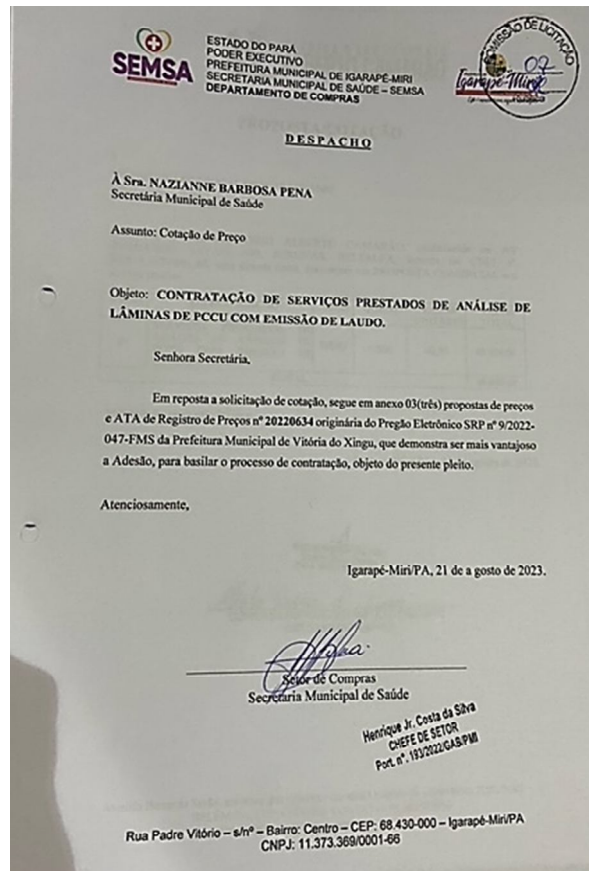 SEMSA
ESTADO DO PARÁ
PODER EXECUTIVO
PREFEITURA MUNICIPAL DE IGARAPÉ-MIRI
SECRETARIA MUNICIPAL DE SAÚDE – SEMSA
DEPARTAMENTO DE COMPRAS
COMISSÃO DE LICITAÇÃO
07
Igarapé-Miri
DESPACHO
À Sra. NAZIANNE BARBOSA PENA
Secretária Municipal de Saúde
Assunto: Cotação de Preço
Objeto: CONTRATAÇÃO DE SERVIÇOS PRESTADOS DE ANÁLISE DE
LÂMINAS DE PCCU COM EMISSÃO DE LAUDO.
Senhora Secretária,
Em reposta a solicitação de cotação, segue em anexo 03(três) propostas de preços
e ATA de Registro de Preços nº 20220634 originária do Pregão Eletrônico SRP nº 9/2022-
047-FMS da Prefeitura Municipal de Vitória do Xingu, que demonstra ser mais vantajoso
a Adesão, para basilar o processo de contratação, objeto do presente pleito.
Atenciosamente,
Igarapé-Miri/PA, 21 de a gosto de 2023.
Setor de Compras
Secretaria Municipal de Saúde
Henrique Jr. Costa da Silva
CHEFE DE SETOR
Port. nº. 193/2022/GAB/PMI
Rua Padre Vitório – s/nº – Bairro: Centro – CEP: 68.430-000 – Igarapé-Miri/PA
CNPJ: 11.373.369/0001-66